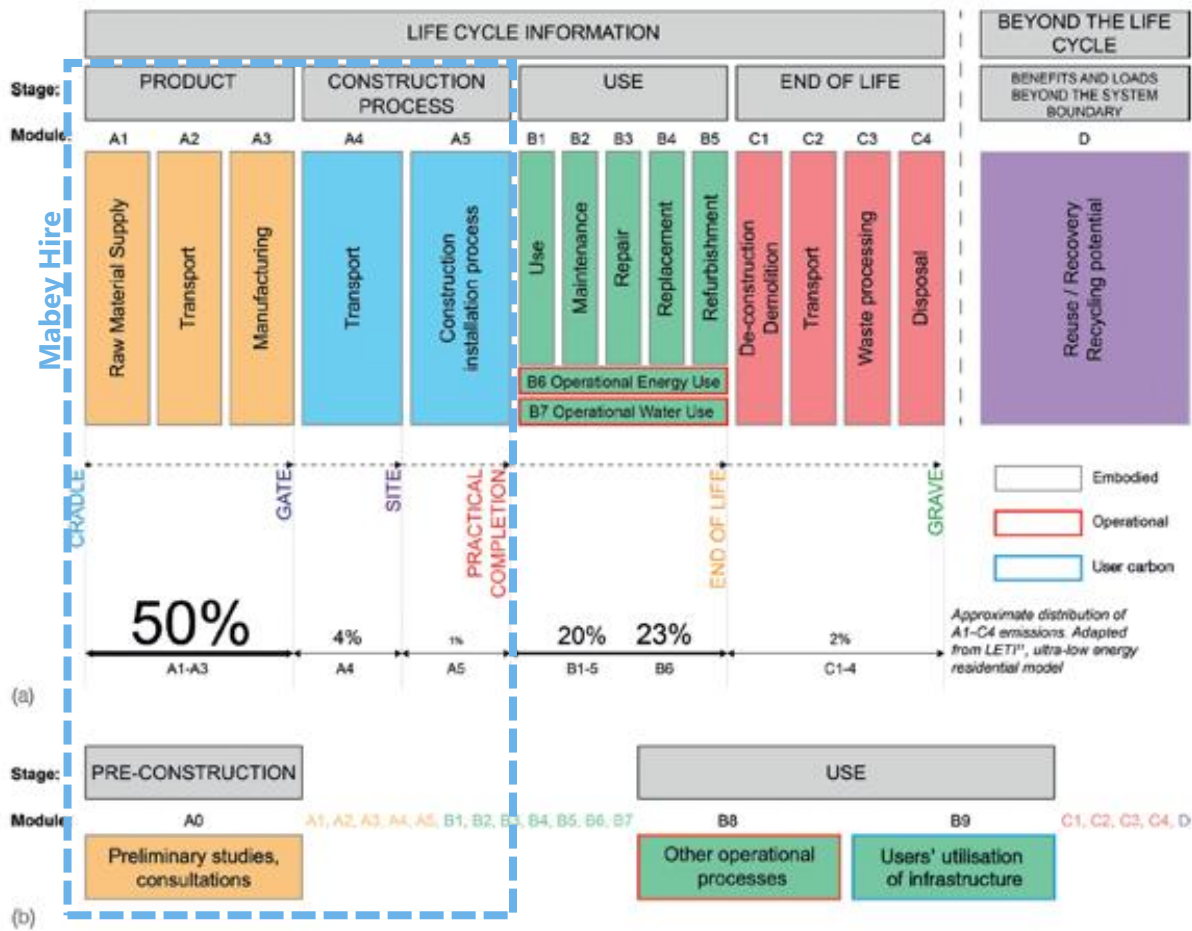 LIFE CYCLE INFORMATION
BEYOND THE LIFE
CYCLE
Stage:
PRODUCT
CONSTRUCTION
PROCESS
USE
END OF LIFE
BENEFITS AND LOADS
BEYOND THE SYSTEM
BOUNDARY
Module:
A1
A2
A3
A4
A5
B1
B2
B3
B4
B5
C1
C2
C3
C4
D
Mabey Hire
Raw Material Supply
Transport
Manufacturing
Transport
Construction
installation process
Use
Maintenance
Repair
Replacement
Refurbishment
De-construction
Demolition
Transport
Waste processing
Disposal
Reuse / Recovery
Recycling potential
B6 Operational Energy Use
B7 Operational Water Use
CRADLE
GATE
SITE
PRACTICAL
COMPLETION
END OF LIFE
GRAVE
Embodied
Operational
User carbon
50%
4%
1%
20%
23%
2%
A1-A3
A4
A5
B1-5
B6
C1-4
Approximate distribution of
A1–C4 emissions. Adapted
from LETI, ultra-low energy
residential model
(a)
Stage:
PRE-CONSTRUCTION
USE
Module:
A0
A1, A2, A3, A4, A5, B1, B2, B3, B4, B5, B6, B7
B8
B9
C1, C2, C3, C4, D
Preliminary studies,
consultations
Other operational
processes
Users' utilisation
of infrastructure
(b)